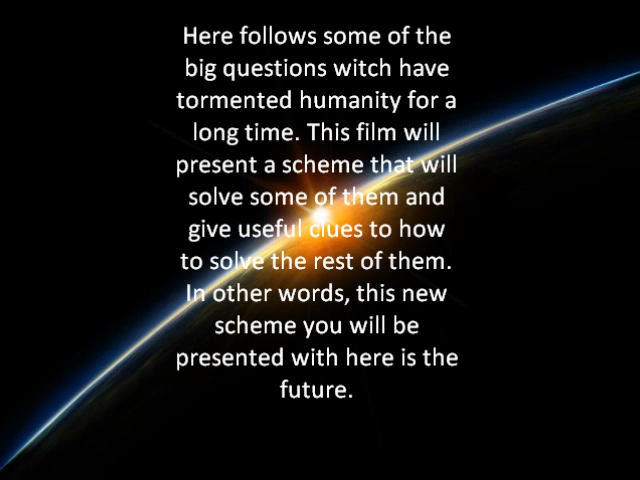 Here follows some of the
big questions witch have
tormented humanity for a
long time. This film will
present a scheme that will
solve some of them and
give useful clues to how
to solve the rest of them.
In other words, this new
scheme you will be
presented with here is the
future.